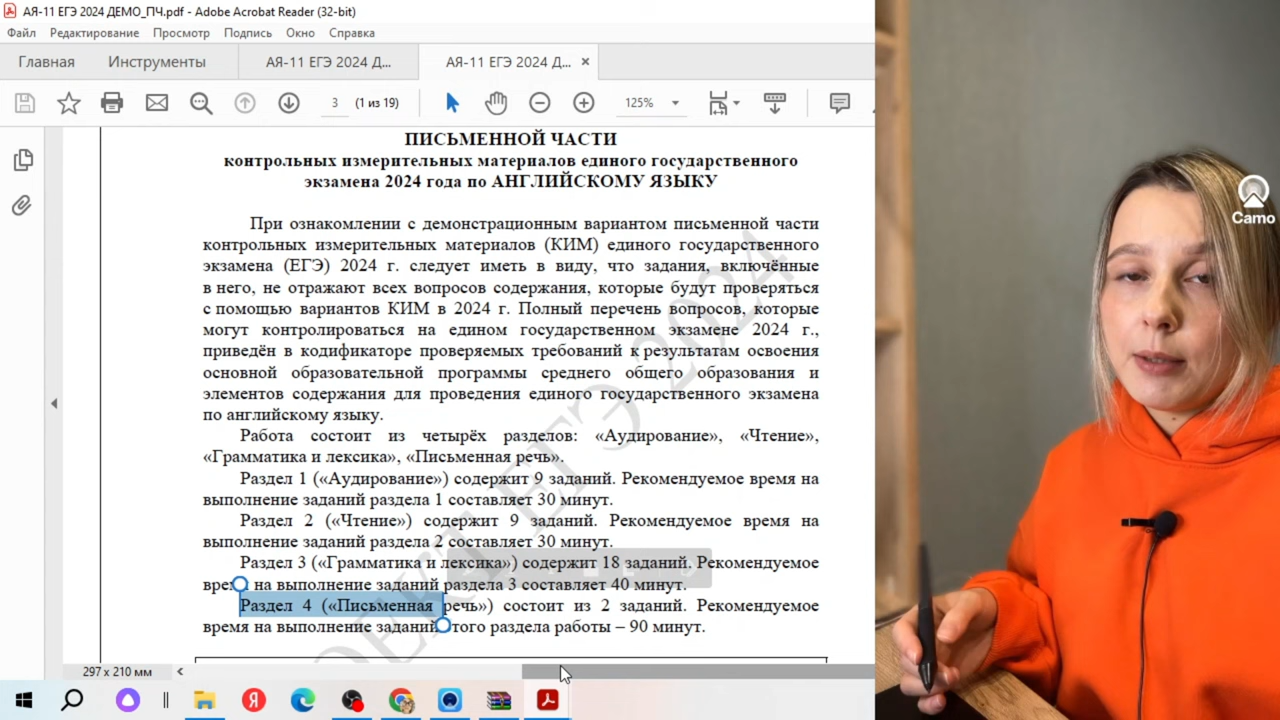 АЯ-11 ЕГЭ 2024 ДЕМО_ПЧ.pdf - Adobe Acrobat Reader (32-bit)
Файл Редактирование Просмотр Подпись Окно Справка
Главная Инструменты АЯ-11 ЕГЭ 2024 Д... АЯ-11 ЕГЭ 2024 Д... ×
3 (1 из 19) 125%
ПИСЬМЕННОЙ ЧАСТИ
контрольных измерительных материалов единого государственного
экзамена 2024 года по АНГЛИЙСКОМУ ЯЗЫКУ
При ознакомлении с демонстрационным вариантом письменной части
контрольных измерительных материалов (КИМ) единого государственного
экзамена (ЕГЭ) 2024 г. следует иметь в виду, что задания, включённые
в него, не отражают всех вопросов содержания, которые будут проверяться
с помощью вариантов КИМ в 2024 г. Полный перечень вопросов, которые
могут контролироваться на едином государственном экзамене 2024 г.,
приведён в кодификаторе проверяемых требований к результатам освоения
основной образовательной программы среднего общего образования и
элементов содержания для проведения единого государственного экзамена
по английскому языку.
Работа состоит из четырёх разделов: «Аудирование», «Чтение»,
«Грамматика и лексика», «Письменная речь».
Раздел 1 («Аудирование») содержит 9 заданий. Рекомендуемое время на
выполнение заданий раздела 1 составляет 30 минут.
Раздел 2 («Чтение») содержит 9 заданий. Рекомендуемое время на
выполнение заданий раздела 2 составляет 30 минут.
Раздел 3 («Грамматика и лексика») содержит 18 заданий. Рекомендуемое
время на выполнение заданий раздела 3 составляет 40 минут.
Раздел 4 («Письменная речь») состоит из 2 заданий. Рекомендуемое
время на выполнение заданий этого раздела работы – 90 минут.
ЕГЭ 2024
297 x 210 мм
Я
Camo